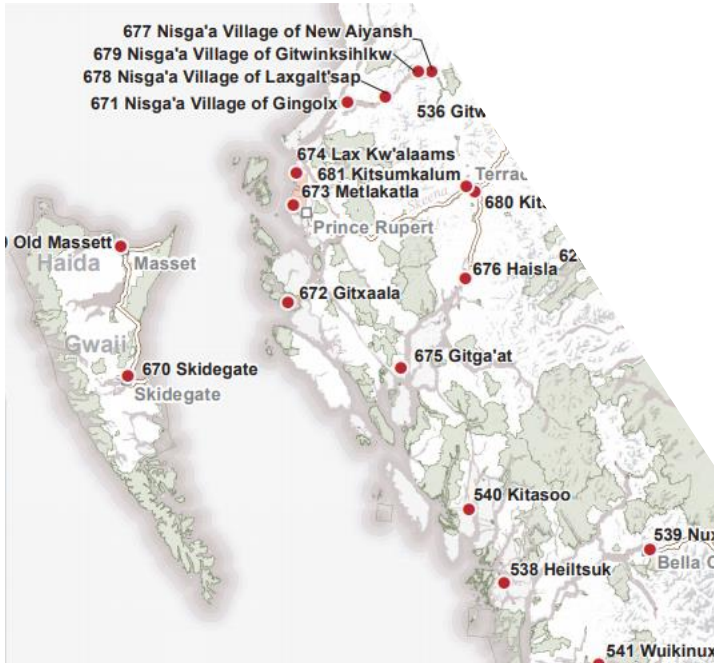 677 Nisga'a Village of New Aiyansh
679 Nisga'a Village of Gitwinksihlkw
678 Nisga'a Village of Laxgalt'sap
671 Nisga'a Village of Gingolx
536 Gitw
674 Lax Kw'alaams
681 Kitsumkalum
Terrac
673 Metlakatla
680 Kits
Skeena
Prince Rupert
Old Massett
Haida
Masset
62
676 Haisla
672 Gitxaala
Gwaii
675 Gitga'at
670 Skidegate
Skidegate
540 Kitasoo
539 Nux
Bella C
538 Heiltsuk
541 Wuikinux